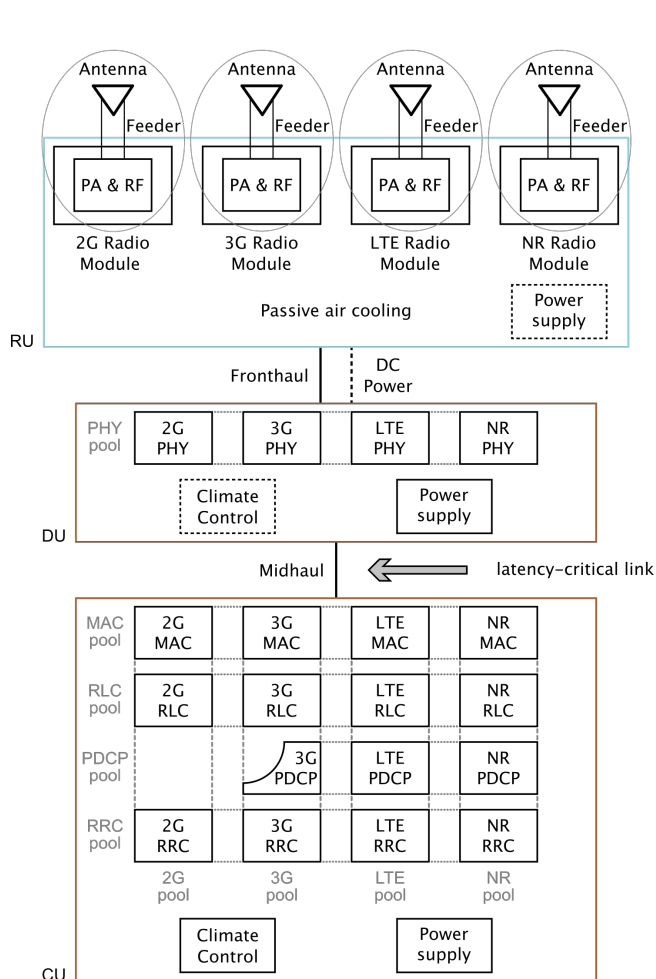 Antenna Antenna Antenna Antenna
Feeder Feeder Feeder Feeder
PA & RF PA & RF PA & RF PA & RF
2G Radio 3G Radio LTE Radio NR Radio
Module Module Module Module
Passive air cooling
Power
supply
RU
Fronthaul
DC
Power
PHY 2G 3G LTE NR
pool PHY PHY PHY PHY
Climate Power
Control supply
DU
Midhaul
latency-critical link
MAC 2G 3G LTE NR
pool MAC MAC MAC MAC
RLC 2G 3G LTE NR
pool RLC RLC RLC RLC
PDCP 3G LTE NR
pool PDCP PDCP PDCP
RRC 2G 3G LTE NR
pool RRC RRC RRC RRC
2G 3G LTE NR
pool pool pool pool
Climate Power
Control supply
CU